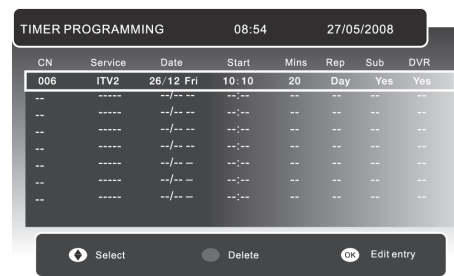 TIMER PROGRAMMING 08:54 27/05/2008
CN Service Date Start Mins Rep Sub DVR
006 ITV2 26/12 Fri 10:10 20 Day Yes Yes
-- ----- --/-- -- --:-- -- -- -- --
-- ----- --/-- -- --:-- -- -- -- --
-- ----- --/-- -- --:-- -- -- -- --
-- ----- --/-- – --:-- -- -- -- --
-- ----- --/-- – --:-- -- -- -- --
-- ----- --/-- – --:-- -- -- -- --
Select Delete OK Edit entry